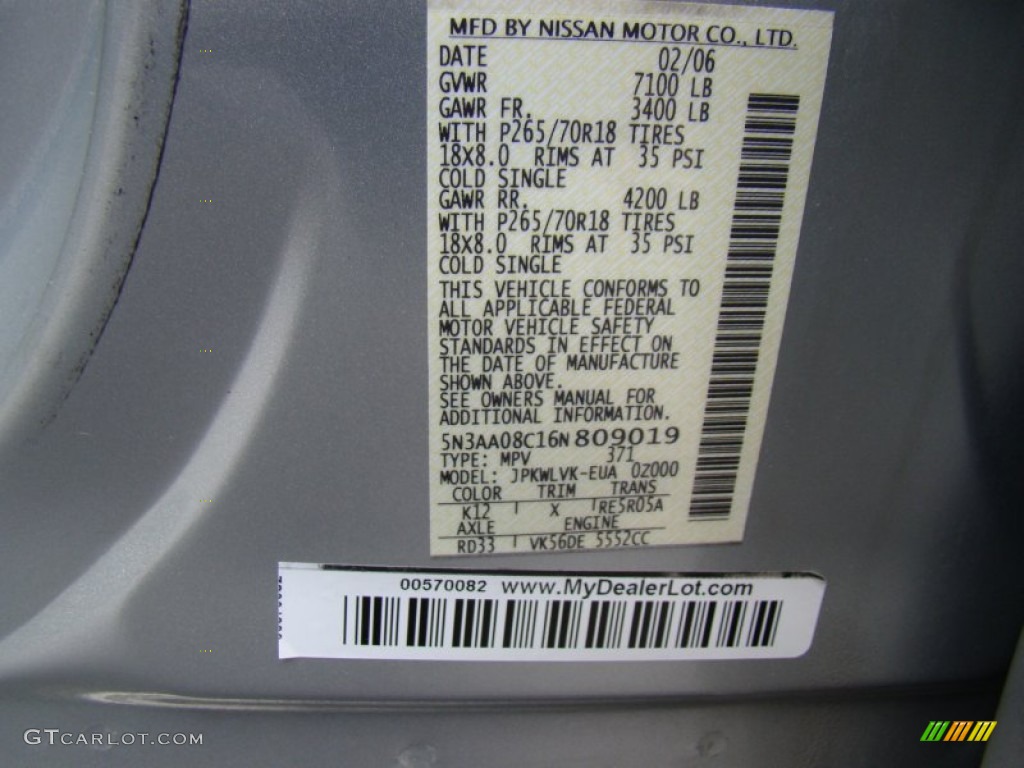 MFD BY NISSAN MOTOR CO., LTD.
DATE 02/06
GVWR 7100 LB
GAWR FR. 3400 LB
WITH P265/70R18 TIRES
18X8.0 RIMS AT 35 PSI
COLD SINGLE
GAWR RR. 4200 LB
WITH P265/70R18 TIRES
18X8.0 RIMS AT 35 PSI
COLD SINGLE
THIS VEHICLE CONFORMS TO
ALL APPLICABLE FEDERAL
MOTOR VEHICLE SAFETY
STANDARDS IN EFFECT ON
THE DATE OF MANUFACTURE
SHOWN ABOVE.
SEE OWNERS MANUAL FOR
ADDITIONAL INFORMATION.
5N3AA08C16N809019
TYPE: MPV 371
MODEL: JPKWLVK-EUA 0Z000
COLOR TRIM TRANS
K12 X RE5R05A
AXLE ENGINE
RD33 VK56DE 5552CC
00570082 www.MyDealerLot.com
GTCARLOT.COM